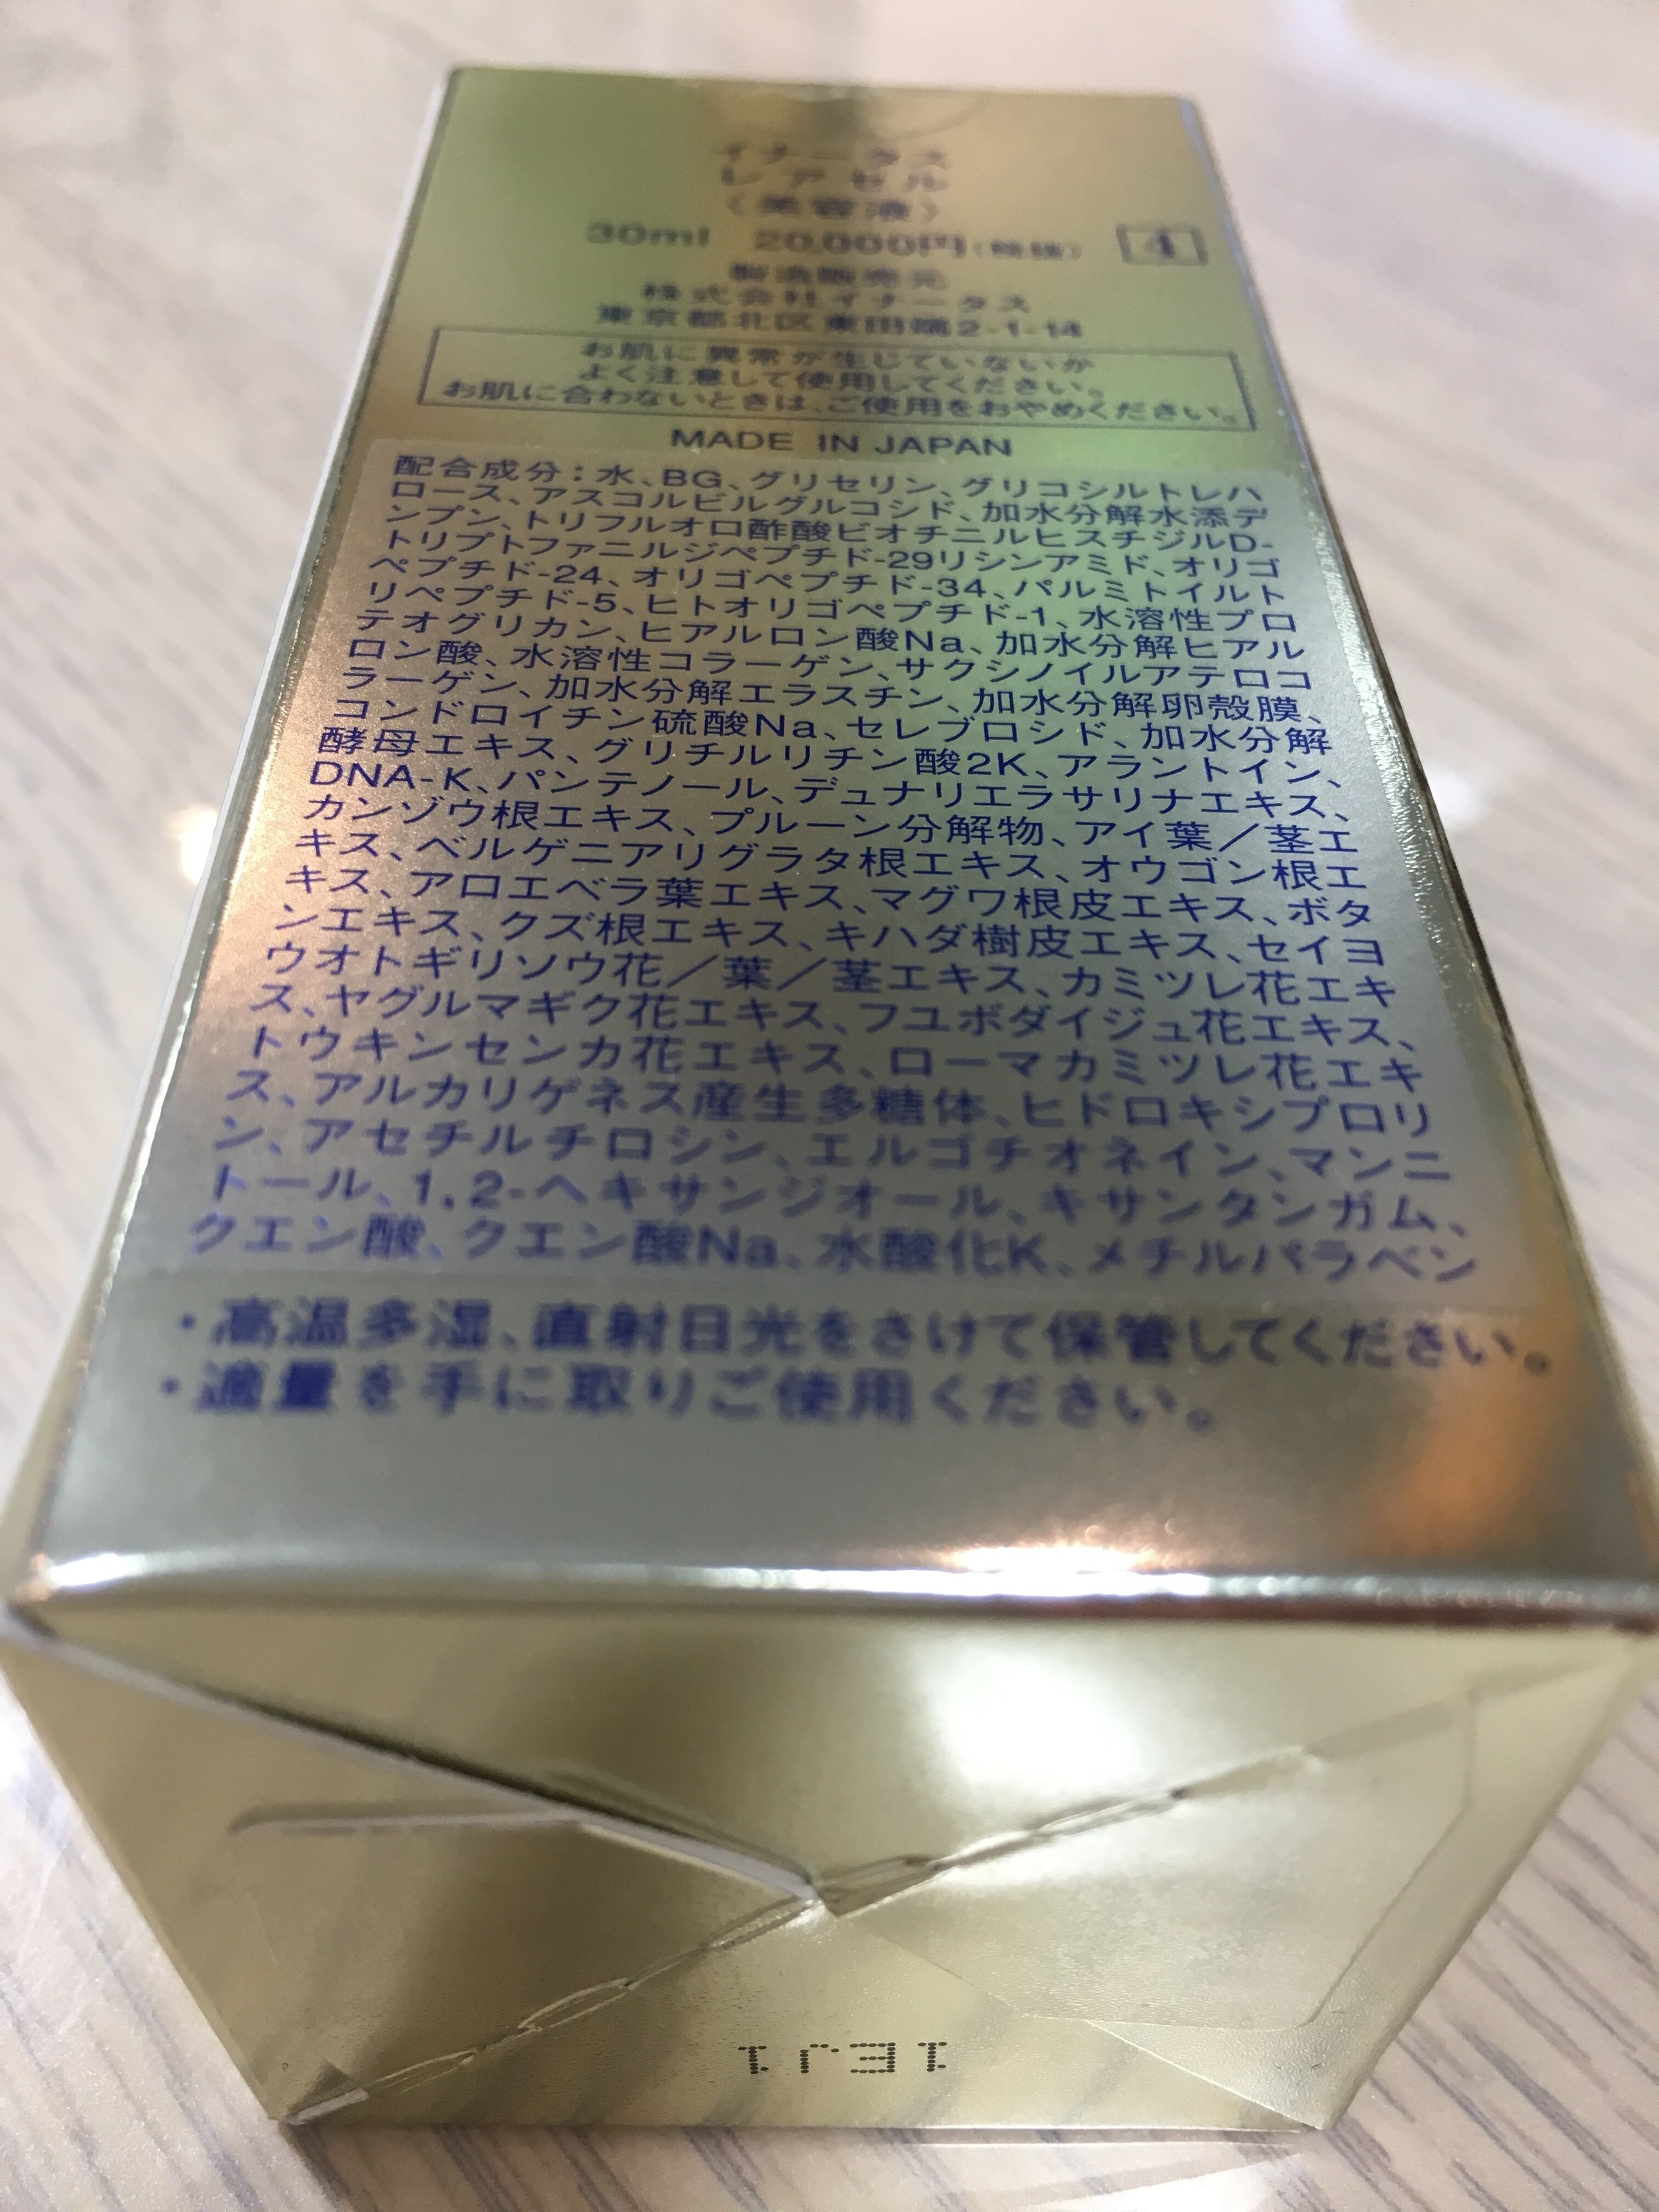 イナータス
レアセル
〈美容液〉
30ml 20,000円(税抜) 4
製造販売元
株式会社イナータス
東京都北区東田端2-1-14
お肌に異常が生じていないか
よく注意して使用してください。
お肌に合わないときは、ご使用をおやめください。
MADE IN JAPAN
配合成分：水、BG、グリセリン、グリコシルトレハ
ロース、アスコルビルグルコシド、加水分解水添デ
ンプン、トリフルオロ酢酸ビオチニルヒスチジルD-
トリプトファニルジペプチド-29リシンアミド、オリゴ
ペプチド-24、オリゴペプチド-34、パルミトイルト
リペプチド-5、ヒトオリゴペプチド-1、水溶性プロ
テオグリカン、ヒアルロン酸Na、加水分解ヒアル
ロン酸、水溶性コラーゲン、サクシノイルアテロコ
ラーゲン、加水分解エラスチン、加水分解卵殻膜、
コンドロイチン硫酸Na、セレブロシド、加水分解
酵母エキス、グリチルリチン酸2K、アラントイン、
DNA-K、パンテノール、デュナリエラサリナエキス、
カンゾウ根エキス、プルーン分解物、アイ葉／茎エ
キス、ベルゲニアリグラタ根エキス、オウゴン根エ
キス、アロエベラ葉エキス、マグワ根皮エキス、ボタ
ンエキス、クズ根エキス、キハダ樹皮エキス、セイヨ
ウオトギリソウ花／葉／茎エキス、カミツレ花エキ
ス、ヤグルマギク花エキス、フユボダイジュ花エキス、
トウキンセンカ花エキス、ローマカミツレ花エキ
ス、アルカリゲネス産生多糖体、ヒドロキシプロリ
ン、アセチルチロシン、エルゴチオネイン、マンニ
トール、1,2-ヘキサンジオール、キサンタンガム、
クエン酸、クエン酸Na、水酸化K、メチルパラベン
・高温多湿、直射日光をさけて保管してください。
・適量を手に取りご使用ください。
1EJ1